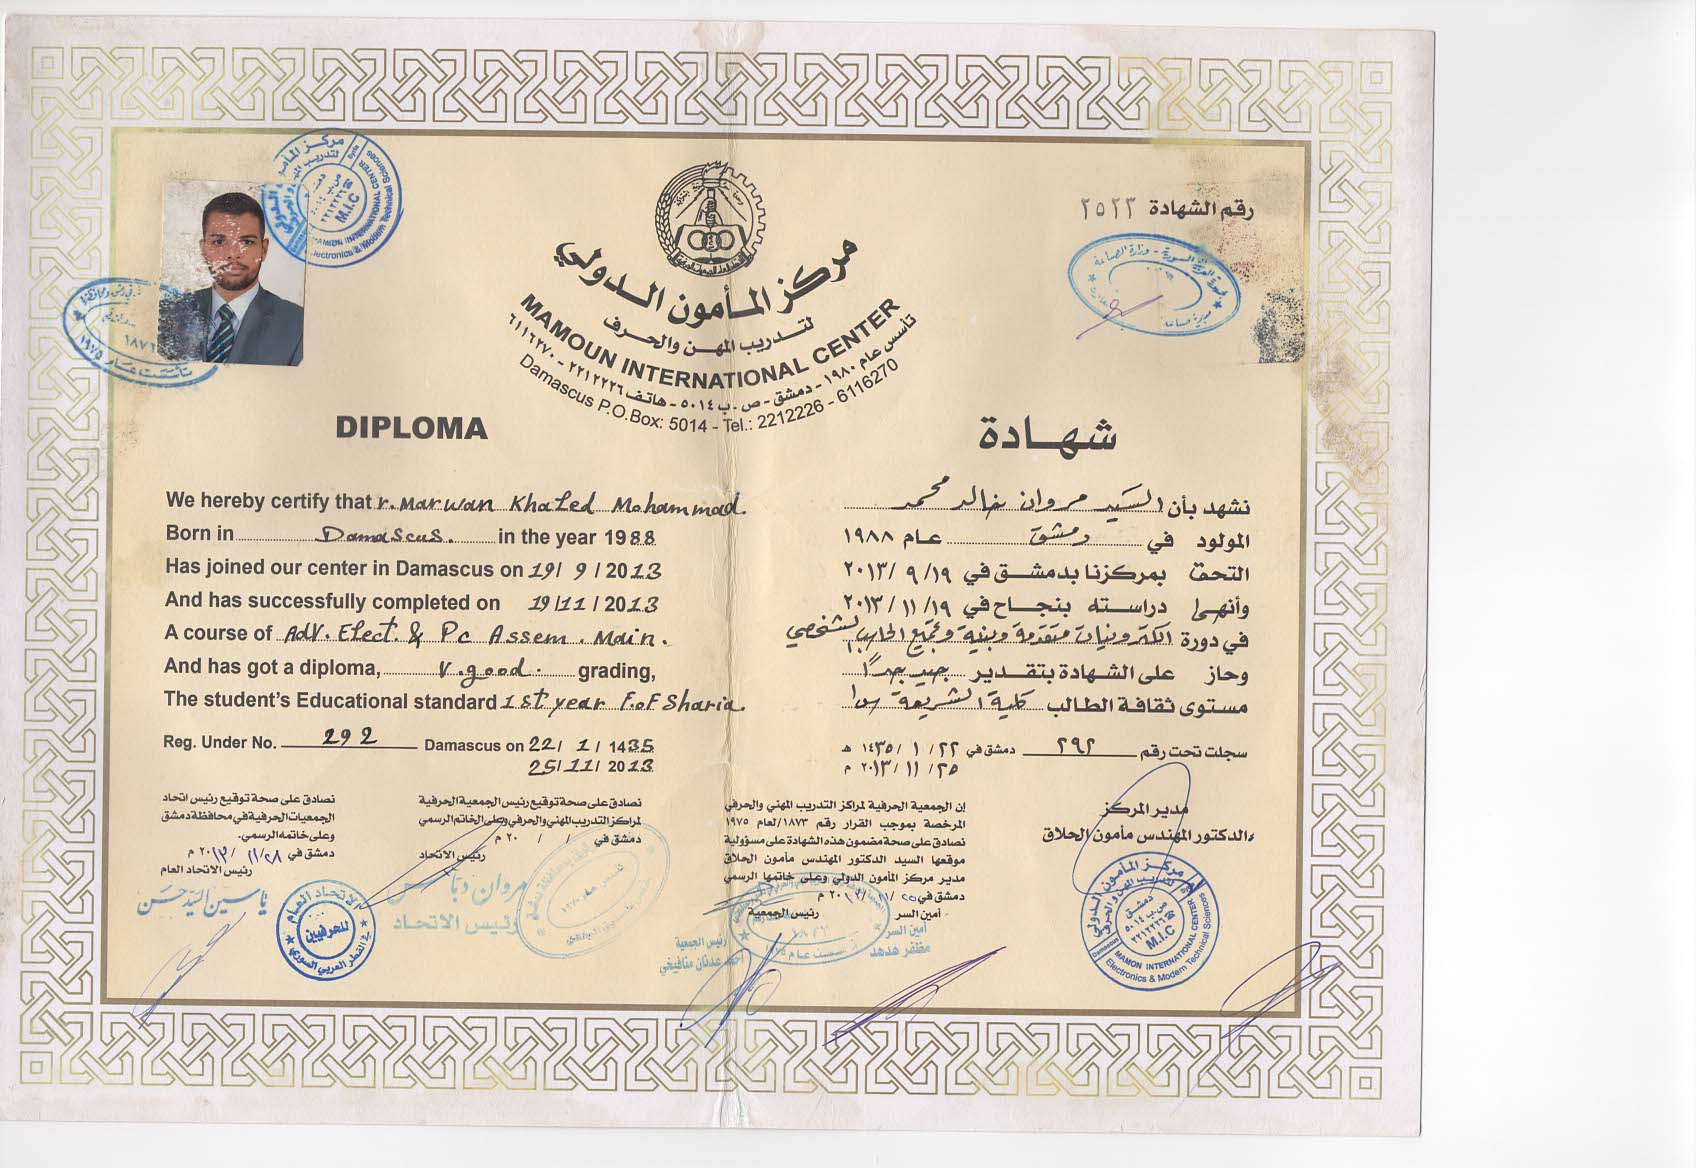 رقم الشهادة ٢٥٢٣
مركز المأمون الدولي
لتدريب المهن والحرف
MAMOUN INTERNATIONAL CENTER
تأسس عام ١٩٨٠ - دمشق - ص.ب ٥٠١٤ - هاتف ٢٢١٢٢٢٦ - ٦١١٦٢٧٠
Damascus P.O.Box: 5014 - Tel.: 2212226 - 6116270
DIPLOMA
We hereby certify that r. Marwan Khaled Mohammad.
Born in Damascus. in the year 1988
Has joined our center in Damascus on 19/ 9 / 2013
And has successfully completed on 19/11 / 2013
A course of Adv. Elect. & Pc Assem. Main.
And has got a diploma, V.good. grading,
The student's Educational standard 1st year F. of Sharia.
Reg. Under No. 292 Damascus on 22/ 1 / 1435
25/11/ 2013
شهادة
نشهد بأن السيد مروان خالد محمد
المولود في دمشق عام ١٩٨٨
التحق بمركزنا بدمشق في ١٩/ ٩ /٢٠١٣
وأنهى دراسته بنجاح في ١٩/ ١١ /٢٠١٣
في دورة الكترونيات متقدمة وبنية وتجميع الحاسب الشخصي
وحاز على الشهادة بتقدير جيد جداً
مستوى ثقافة الطالب كلية الشريعة س١
سجلت تحت رقم ٢٩٢ دمشق في ٢٢/ ١ /١٤٣٥ هـ
٢٥/ ١١ /٢٠١٣ م
مدير المركز
الدكتور المهندس مأمون الحلاق
إن الجمعية الحرفية لمراكز التدريب المهني والحرفي
المرخصة بموجب القرار رقم ١٨٧٣/لعام ١٩٧٥
نصادق على صحة مضمون هذه الشهادة على مسؤولية
موقعها السيد الدكتور المهندس مأمون الحلاق
مدير مركز المأمون الدولي وعلى خاتمها الرسمي
دمشق في ٢٥/ ١١/ ٢٠١٣ م
أمين السر رئيس الجمعية
أمين السر
مظفر هدهد
رئيس الجمعية
نصادق على صحة توقيع رئيس الجمعية الحرفية
لمراكز التدريب المهني والحرفي وعلى الخاتم الرسمي
دمشق في / / ٢٠ م
رئيس الاتحاد
مروان دباس
رئيس الاتحاد
نصادق على صحة توقيع رئيس اتحاد
الجمعيات الحرفية في محافظة دمشق
وعلى خاتمه الرسمي.
دمشق في ٢٨/ ١١/ ٢٠١٣ م
رئيس الاتحاد العام
ياسين السيد حسن
الاتحاد العام
للحرفيين
في القطر العربي السوري
مركز المأمون الدولي
لتدريب المهن والحرف
دمشق
ص.ب ٥٠١٤
٢٢١٢٢٢٦
M.I.C
MAMON INTERNATIONAL CENTER
Electronics & Modern Technical Sciences